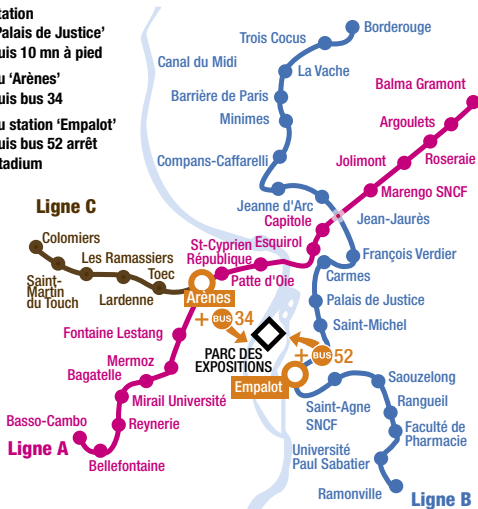 tation
Palais de Justice’
uis 10 mn à pied
u ‘Arènes’
uis bus 34
u station ‘Empalot’
uis bus 52 arrêt
tadium
Borderouge
Trois Cocus
Canal du Midi
La Vache
Balma Gramont
Barrière de Paris
Minimes
Argoulets
Compans-Caffarelli
Jolimont
Roseraie
Marengo SNCF
Jeanne d'Arc
Ligne C
Capitole
Jean-Jaurès
Colomiers
St-Cyprien
République
Esquirol
François Verdier
Les Ramassiers
Toec
Patte d'Oie
Carmes
Saint-
Martin
du Touch
Lardenne
Arènes
Palais de Justice
+ BUS 34
Saint-Michel
Fontaine Lestang
PARC DES
EXPOSITIONS
+ BUS 52
Mermoz
Bagatelle
Empalot
Saouzelong
Mirail Université
Saint-Agne
SNCF
Rangueil
Basso-Cambo
Reynerie
Faculté de
Pharmacie
Ligne A
Bellefontaine
Université
Paul Sabatier
Ramonville
Ligne B